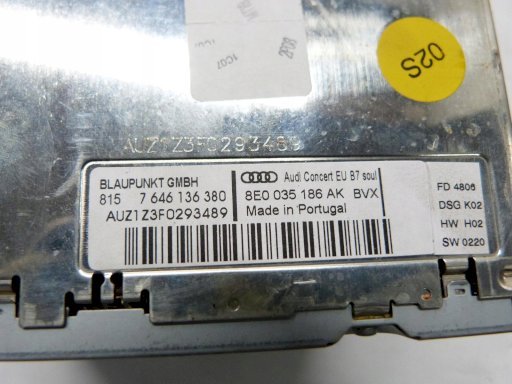 02S
1C07
AUZ1Z3F0293489
BLAUPUNKT GMBH
815 7 646 136 380
AUZ1Z3F0293489
Audi Concert EU B7 soul
8E0 035 186 AK BVX
Made in Portugal
FD 4806
DSG K02
HW H02
SW 0220